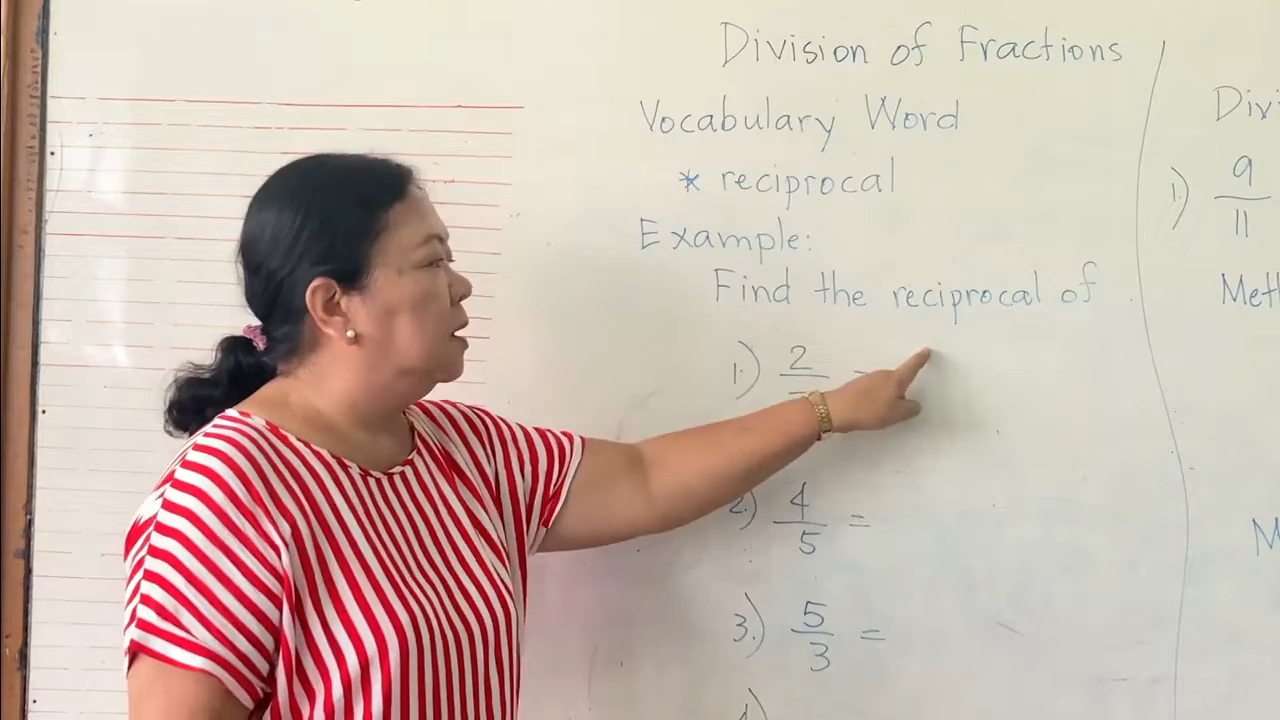 Division of Fractions
Vocabulary Word
* reciprocal
Example:
Find the reciprocal of
1.) 2
2.) 4/5 =
3.) 5/3 =
1.) 9/11